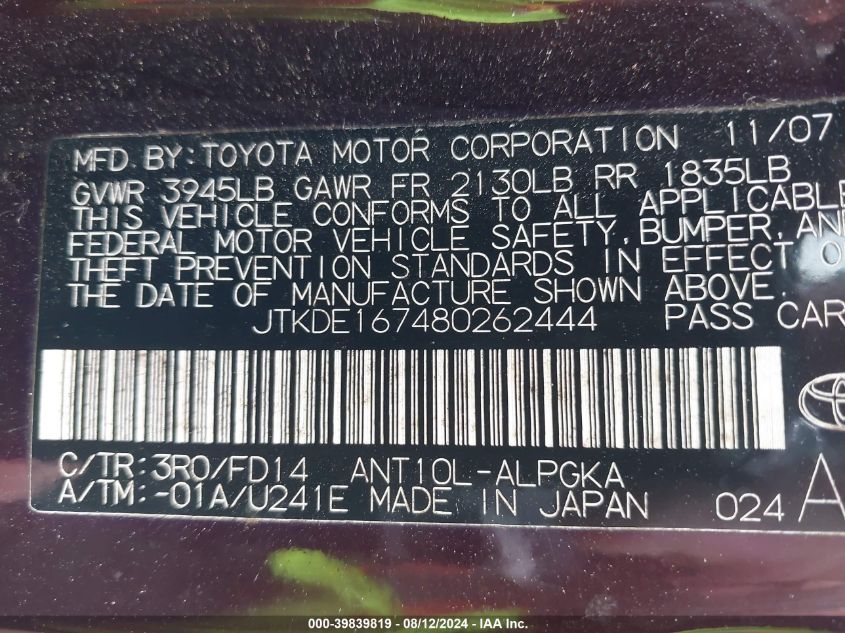 MFD. BY: TOYOTA MOTOR CORPORATION 11/07
GVWR 3945LB GAWR FR 2130LB RR 1835LB
THIS VEHICLE CONFORMS TO ALL APPLICABLE
FEDERAL MOTOR VEHICLE SAFETY, BUMPER, AND
THEFT PREVENTION STANDARDS IN EFFECT O
THE DATE OF MANUFACTURE SHOWN ABOVE.
JTKDE167480262444 PASS CAR
C/TR: 3R0/FD14 ANT10L-ALPGKA
A/TM: -01A/U241E MADE IN JAPAN 024 A
000-39839819 - 08/12/2024 - Copyright © 2024 IAA, Inc.